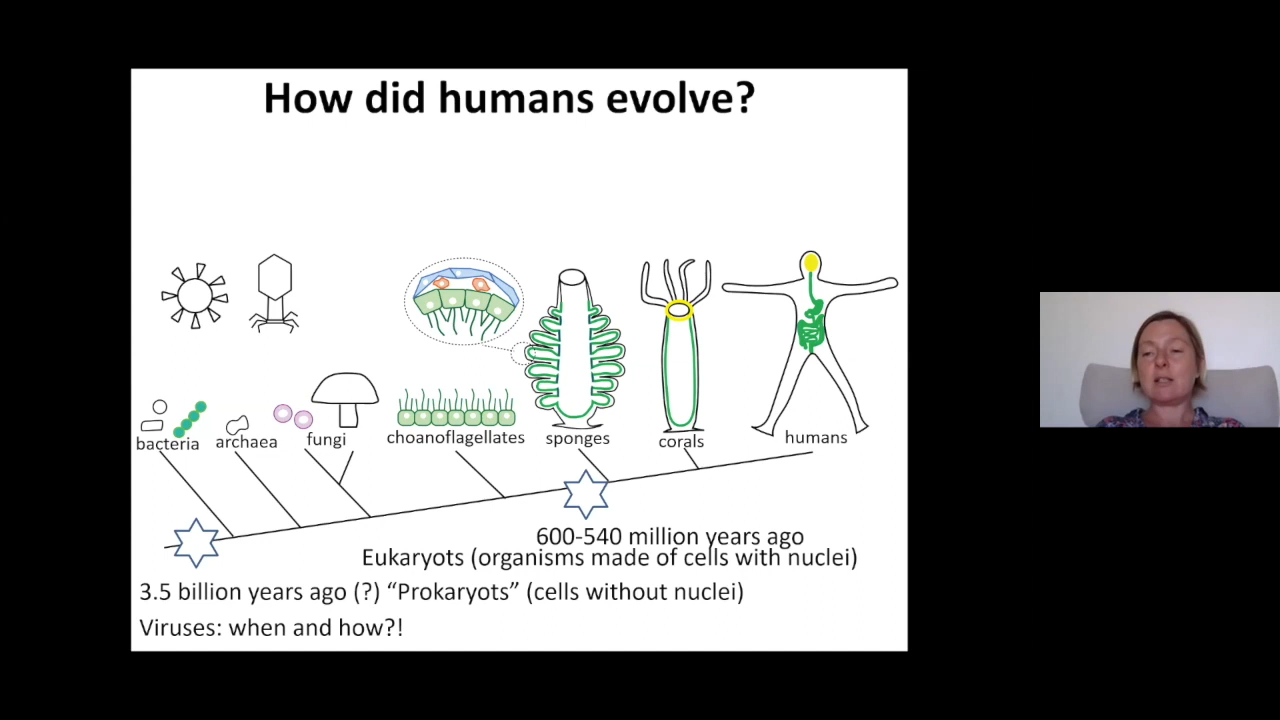 How did humans evolve?
bacteria archaea fungi choanoflagellates sponges corals humans
600-540 million years ago
Eukaryots (organisms made of cells with nuclei)
3.5 billion years ago (?) “Prokaryots” (cells without nuclei)
Viruses: when and how?!